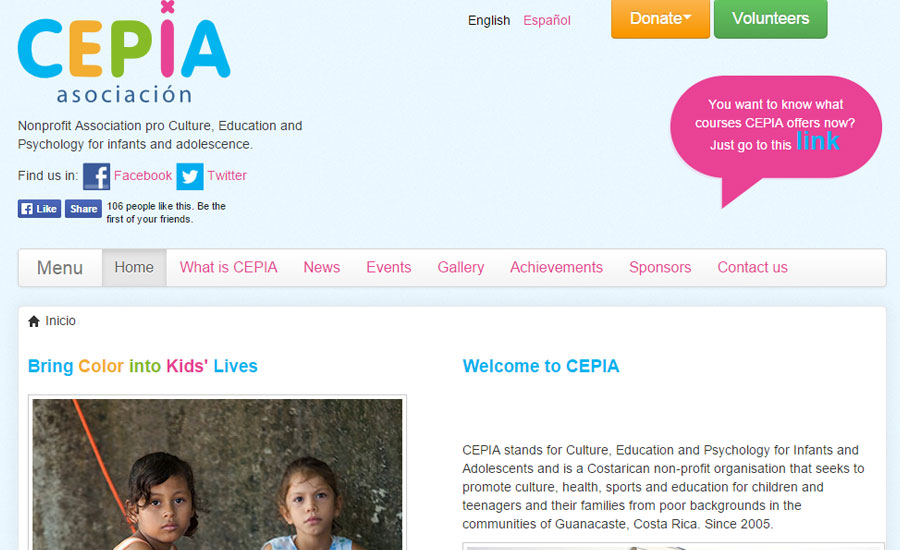 CEPIA
asociación
English Español
Donate
Volunteers
You want to know what
courses CEPIA offers now?
Just go to this link
Nonprofit Association pro Culture, Education and
Psychology for infants and adolescence.
Find us in: Facebook Twitter
Like Share 106 people like this. Be the
first of your friends.
Menu Home What is CEPIA News Events Gallery Achievements Sponsors Contact us
Inicio
Bring Color into Kids' Lives
Welcome to CEPIA
CEPIA stands for Culture, Education and Psychology for Infants and
Adolescents and is a Costarican non-profit organisation that seeks to
promote culture, health, sports and education for children and
teenagers and their families from poor backgrounds in the
communities of Guanacaste, Costa Rica. Since 2005.